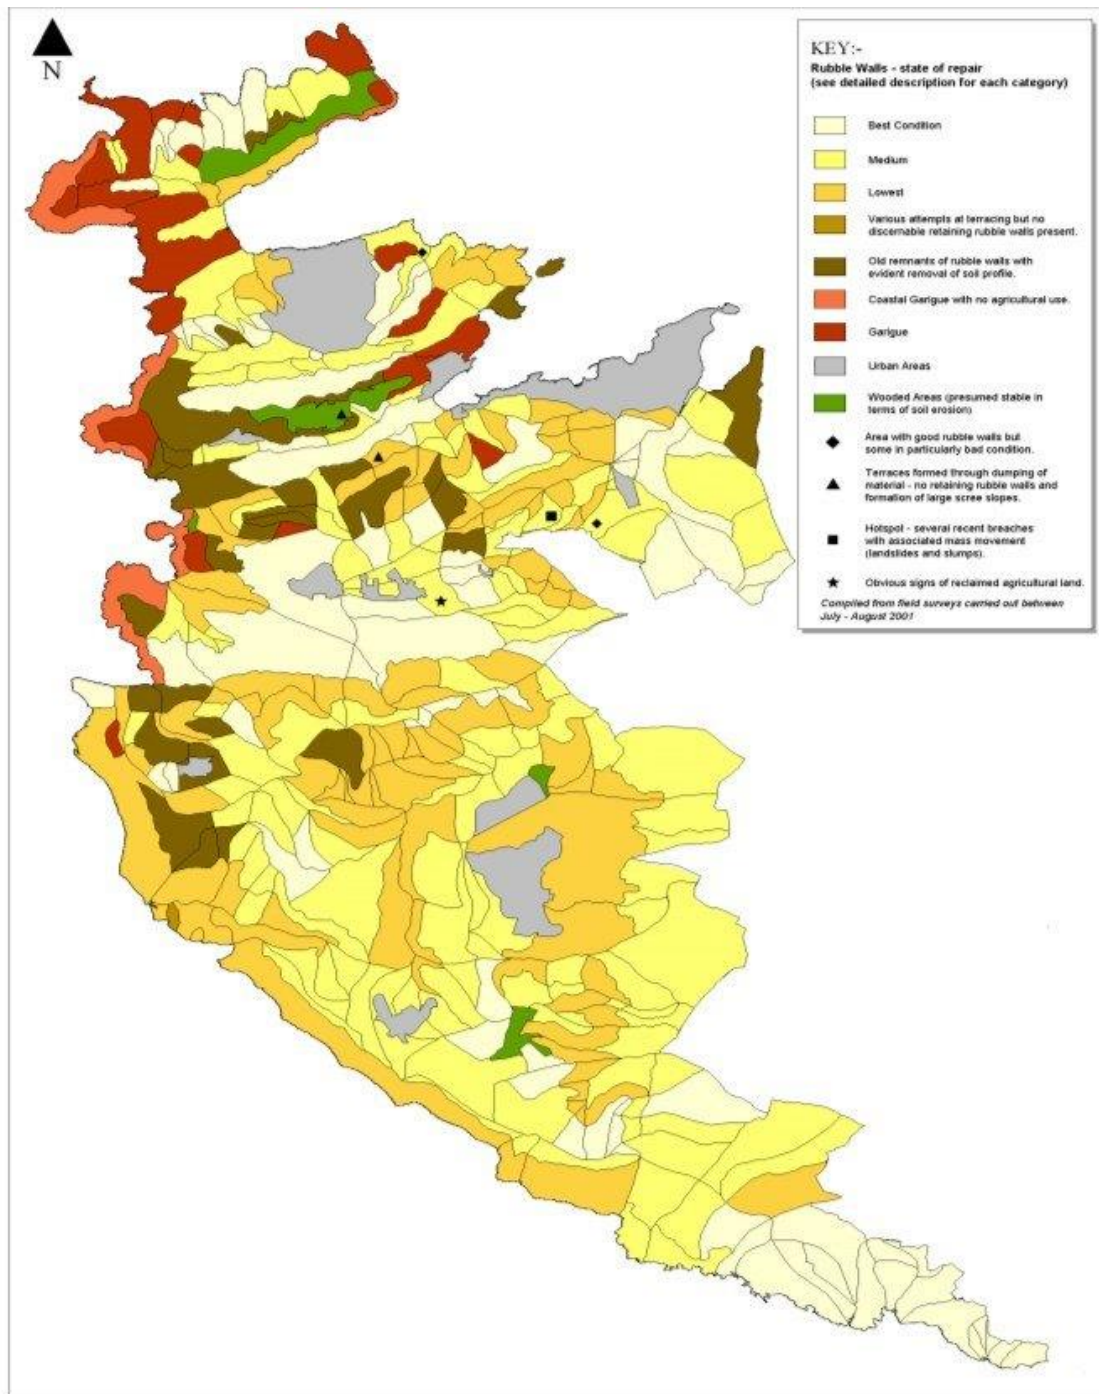 N
KEY:-
Rubble Walls - state of repair
(see detailed description for each category)
Best Condition
Medium
Lowest
Various attempts at terracing but no
discernable retaining rubble walls present.
Old remnants of rubble walls with
evident removal of soil profile.
Coastal Garigue with no agricultural use.
Garigue
Urban Areas
Wooded Areas (presumed stable in
terms of soil erosion)
Area with good rubble walls but
some in particularly bad condition.
Terraces formed through dumping of
material - no retaining rubble walls and
formation of large scree slopes.
Hotspot - several recent breaches
with associated mass movement
(landslides and slumps).
Obvious signs of reclaimed agricultural land.
Compiled from field surveys carried out between
July - August 2001